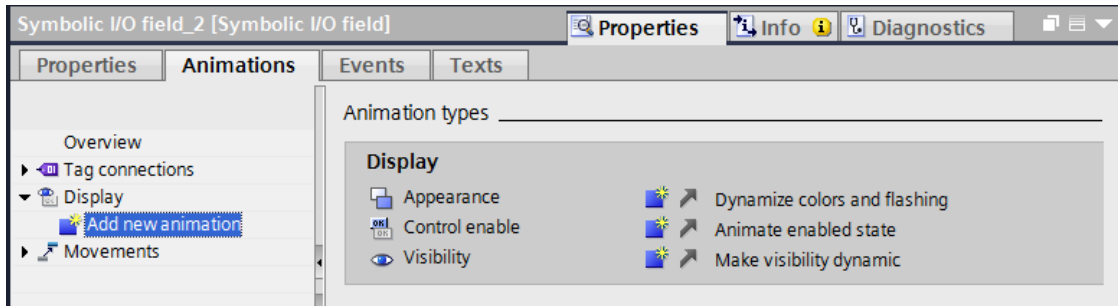 Symbolic I/O field_2 [Symbolic I/O field]
Properties Info Diagnostics
Properties Animations Events Texts
Overview
Tag connections
Display
Add new animation
Movements
Animation types
Display
Appearance Dynamize colors and flashing
Control enable Animate enabled state
Visibility Make visibility dynamic